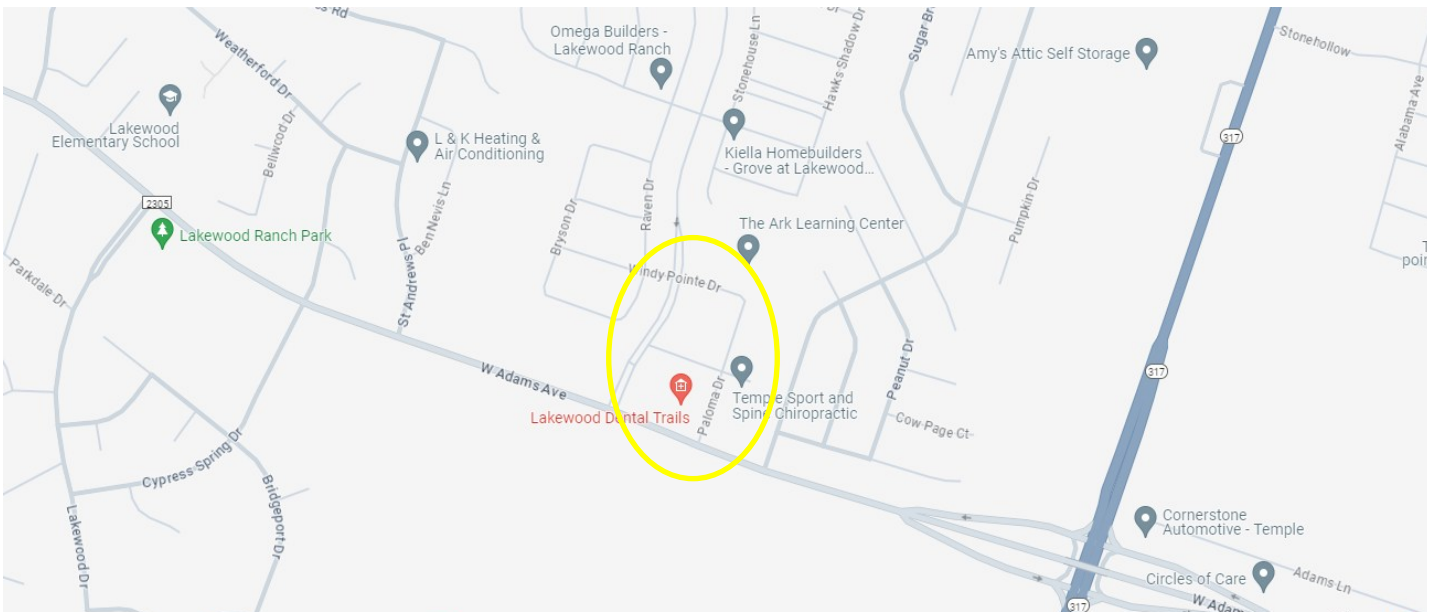 Rd
Dr
Omega Builders -
Lakewood Ranch
Stonehouse Ln
Hawks Shadow Dr
Sugar Br
Amy's Attic Self Storage
Stonehollow
Weatherford Dr
Lakewood
Elementary School
Bellwood Dr
L & K Heating &
Air Conditioning
Kiella Homebuilders
- Grove at Lakewood...
317
Alabama Ave
2305
Lakewood Ranch Park
Ben Nevis Ln
Bryson Dr
Raven Dr
The Ark Learning Center
Pumpkin Dr
poin
Parkdale Dr
St Andrews Pl
Windy Pointe Dr
W Adams Ave
Lakewood Dental Trails
Paloma Dr
Temple Sport and
Spine Chiropractic
Peanut Dr
317
Cow Page Ct
Cypress Spring Dr
Bridgeport Dr
Lakewood Dr
Cornerstone
Automotive - Temple
Circles of Care
Adams Ln
W Adams
317